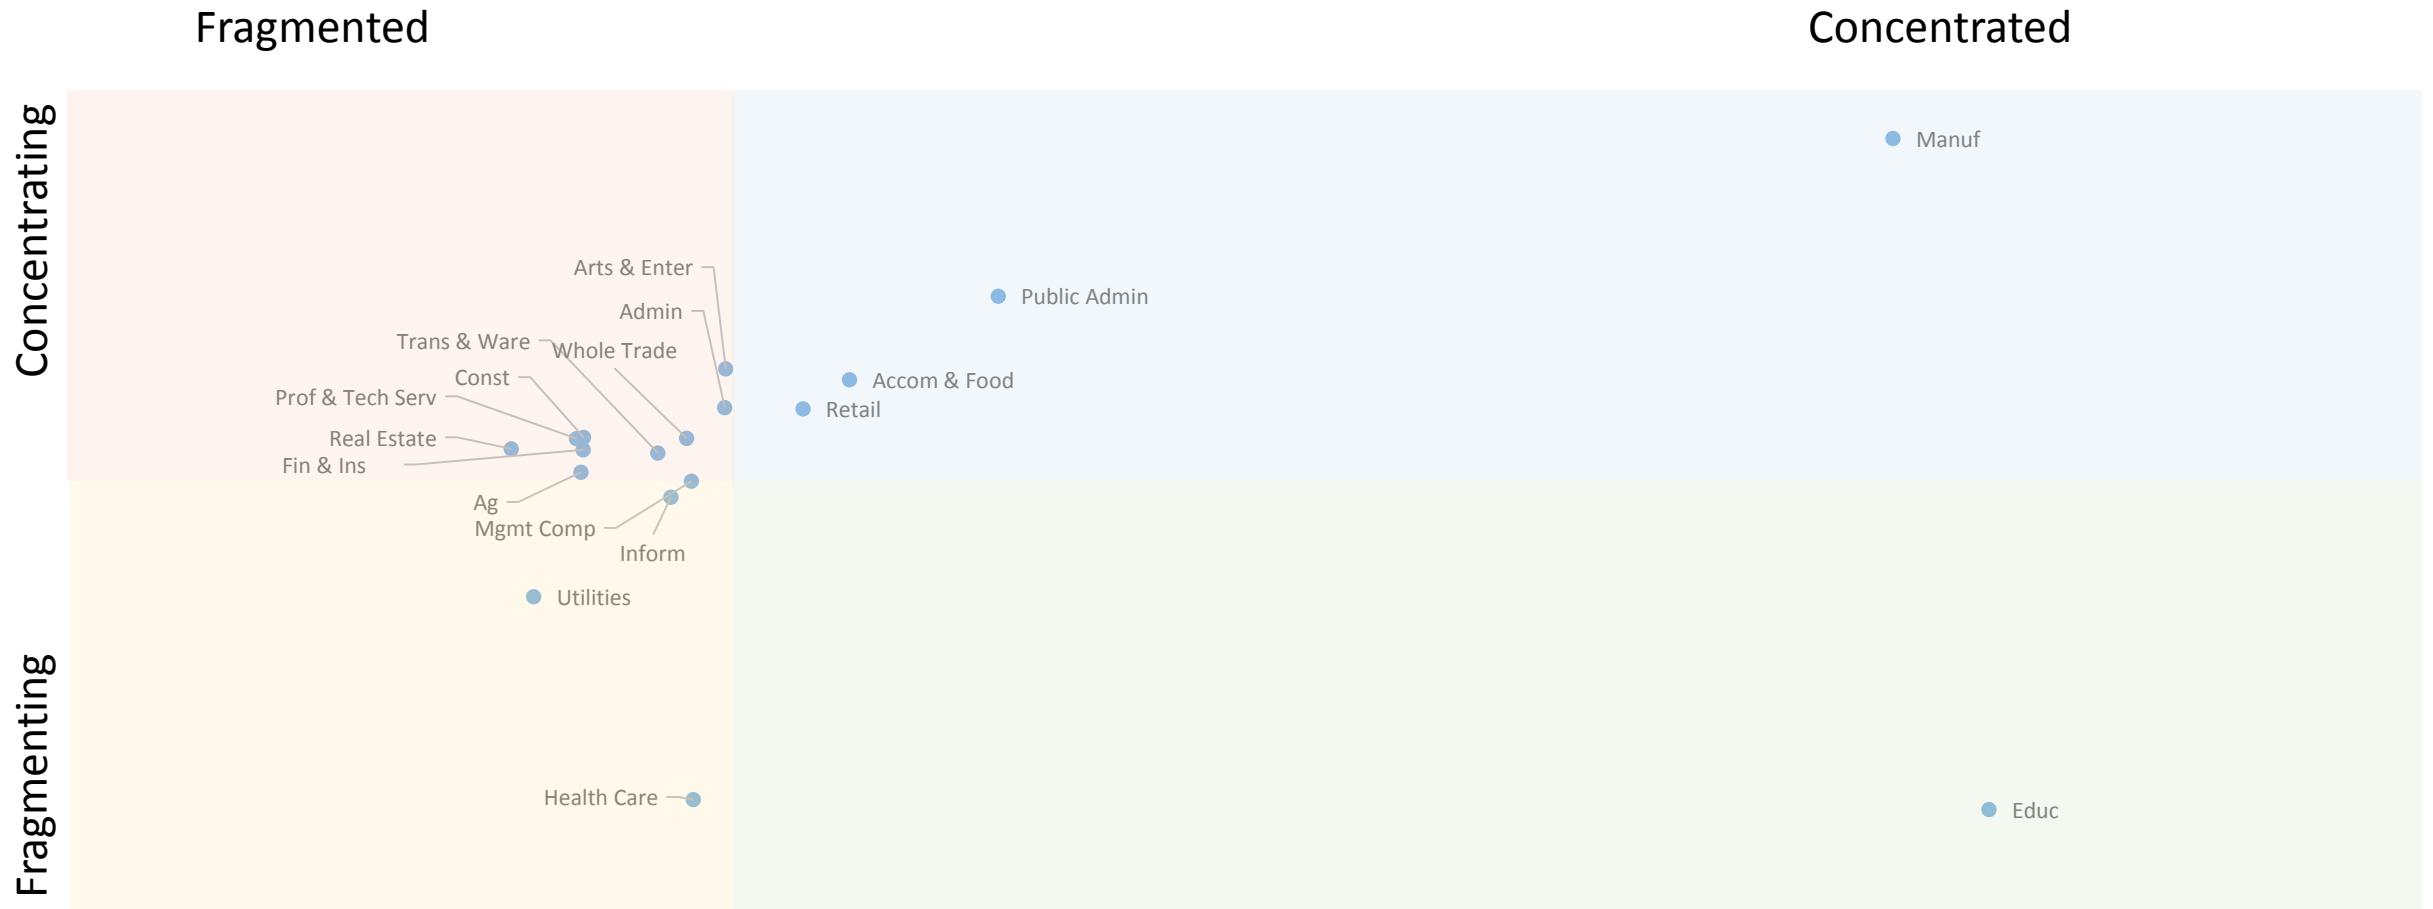 Fragmented
Concentrated
Concentrating
Manuf
Arts & Enter
Public Admin
Admin
Trans & Ware
Whole Trade
Const
Accom & Food
Prof & Tech Serv
Retail
Real Estate
Fin & Ins
Ag
Mgmt Comp
Inform
Utilities
Fragmenting
Health Care
Educ